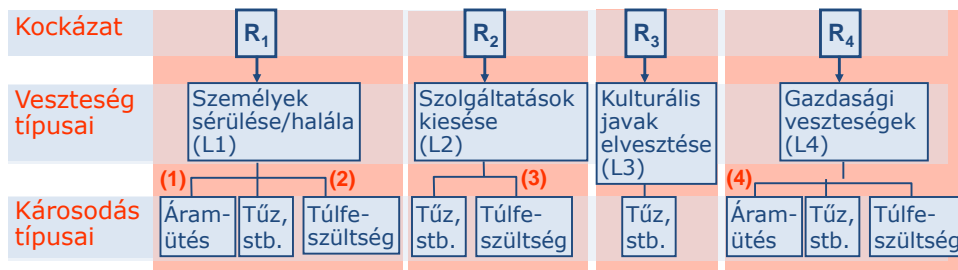 Kockázat
R1
R2
R3
R4
Veszteség
típusai
Személyek
sérülése/halála
(L1)
Szolgáltatások
kiesése
(L2)
Kulturális
javak
elvesztése
(L3)
Gazdasági
veszteségek
(L4)
(1)
(2)
(3)
(4)
Károsodás
típusai
Áram-
ütés
Tűz,
stb.
Túlfe-
szültség
Tűz,
stb.
Túlfe-
szültség
Tűz,
stb.
Áram-
ütés
Tűz,
stb.
Túlfe-
szültség